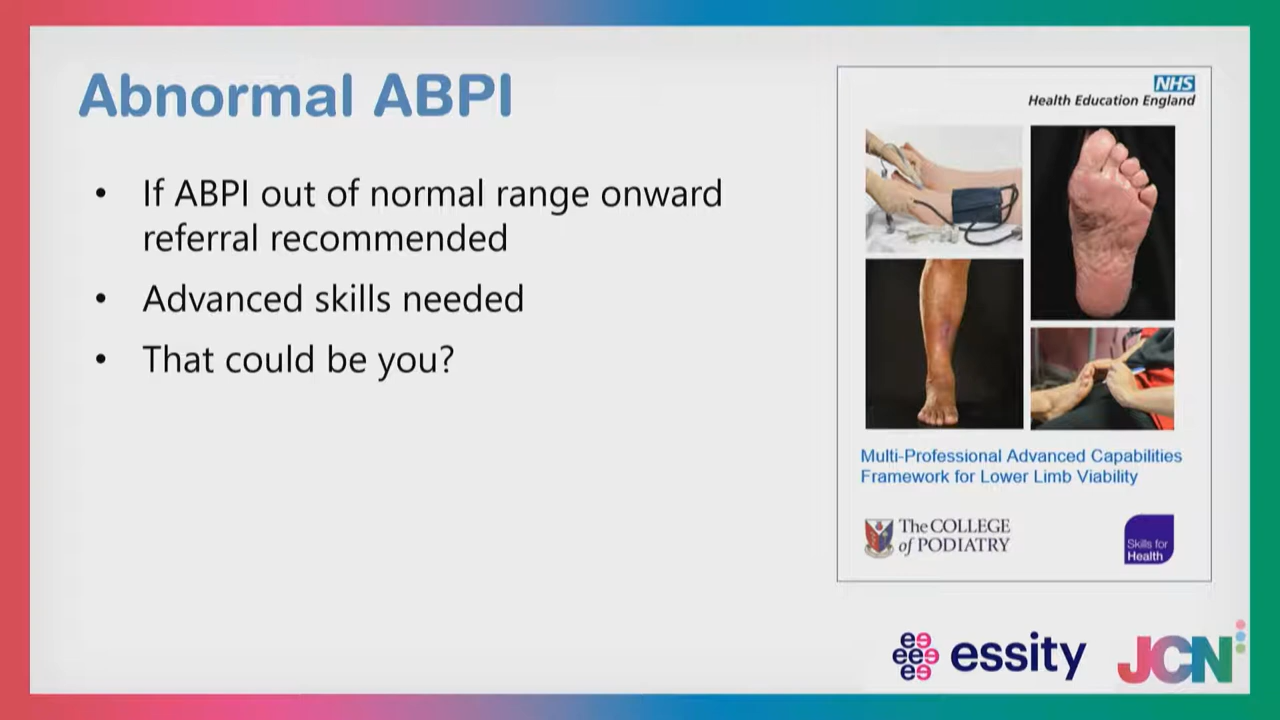 Abnormal ABPI
• If ABPI out of normal range onward
referral recommended
• Advanced skills needed
• That could be you?
NHS
Health Education England
Multi-Professional Advanced Capabilities
Framework for Lower Limb Viability
The COLLEGE
of PODIATRY
Skills for
Health
essity
JCN